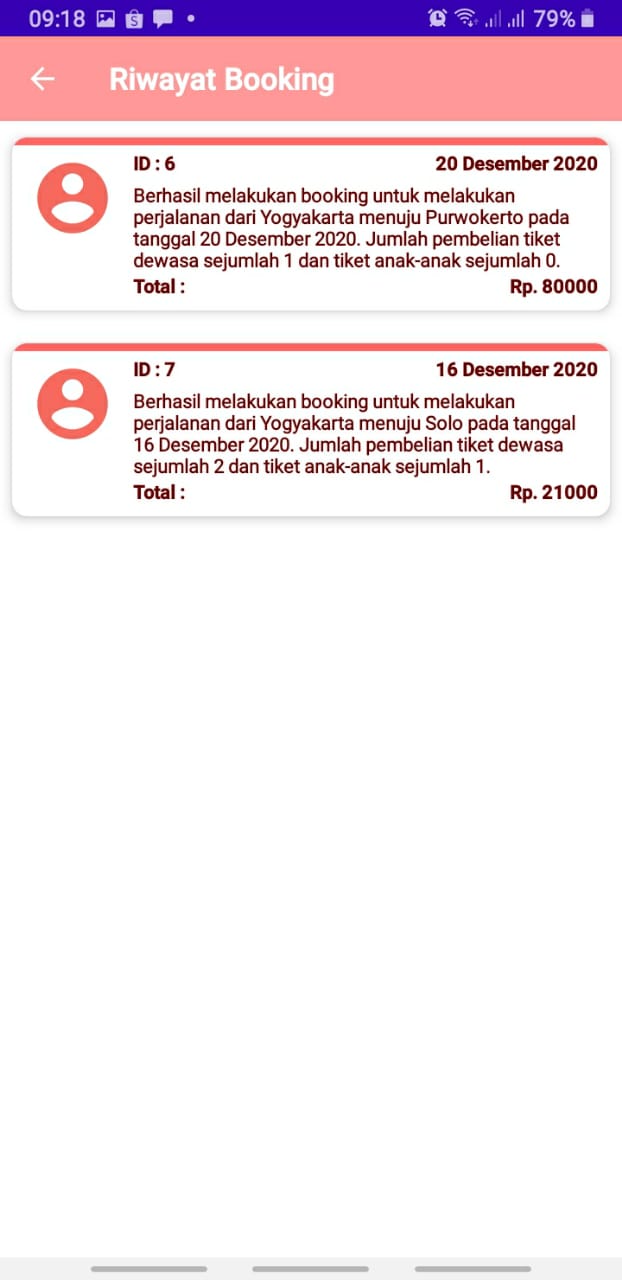 09:18 79%
Riwayat Booking
ID : 6 20 Desember 2020
Berhasil melakukan booking untuk melakukan
perjalanan dari Yogyakarta menuju Purwokerto pada
tanggal 20 Desember 2020. Jumlah pembelian tiket
dewasa sejumlah 1 dan tiket anak-anak sejumlah 0.
Total : Rp. 80000
ID : 7 16 Desember 2020
Berhasil melakukan booking untuk melakukan
perjalanan dari Yogyakarta menuju Solo pada tanggal
16 Desember 2020. Jumlah pembelian tiket dewasa
sejumlah 2 dan tiket anak-anak sejumlah 1.
Total : Rp. 21000